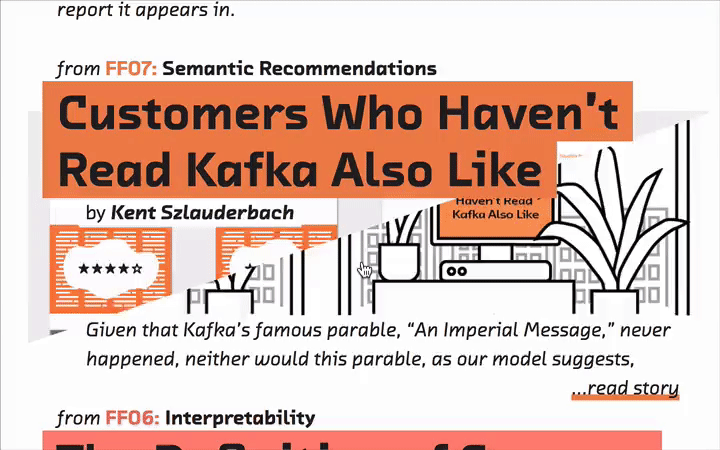 report it appears in.
from FF07: Semantic Recommendations
Customers Who Haven't
Read Kafka Also Like
by Kent Szlauderbach
Haven't Read
Kafka Also Like
Given that Kafka's famous parable, “An Imperial Message,” never
happened, neither would this parable, as our model suggests,
...read story
from FF06: Interpretability